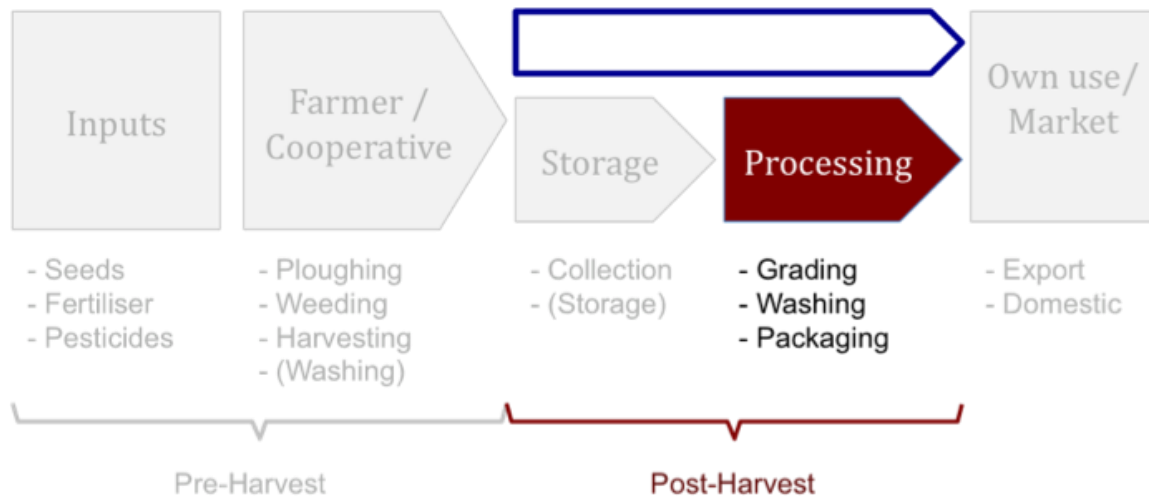 Inputs
Farmer /
Cooperative
Storage
Processing
Own use/
Market
- Seeds
- Fertiliser
- Pesticides
- Ploughing
- Weeding
- Harvesting
- (Washing)
- Collection
- (Storage)
- Grading
- Washing
- Packaging
- Export
- Domestic
Pre-Harvest
Post-Harvest